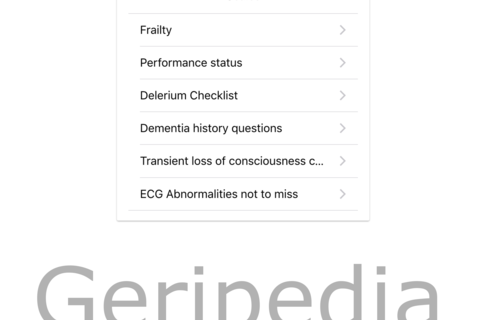 Frailty
Performance status
Delerium Checklist
Dementia history questions
Transient loss of consciousness c...
ECG Abnormalities not to miss
Geripedia